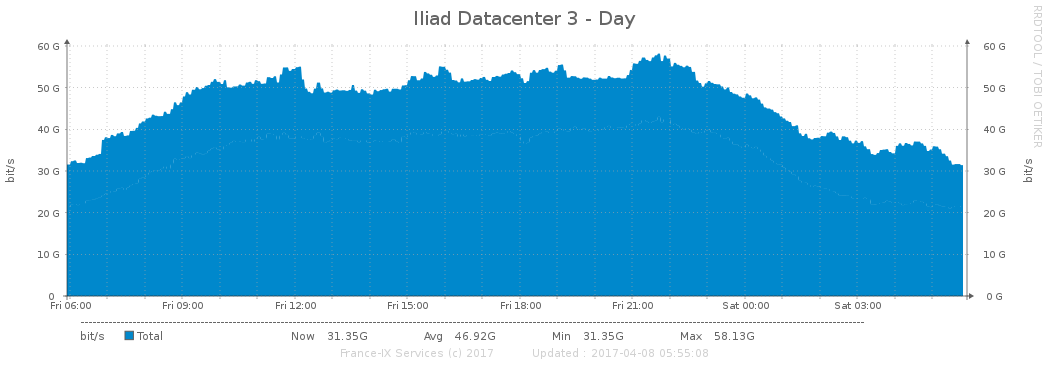 Iliad Datacenter 3 - Day
RRDTOOL / TOBI OETIKER
60 G 60 G
50 G 50 G
40 G 40 G
30 G 30 G
20 G 20 G
10 G 10 G
0 0 G
bit/s bit/s
Fri 06:00 Fri 09:00 Fri 12:00 Fri 15:00 Fri 18:00 Fri 21:00 Sat 00:00 Sat 03:00
bit/s Total Now 31.35G Avg 46.92G Min 31.35G Max 58.13G
France-IX Services (c) 2017 Updated : 2017-04-08 05:55:08